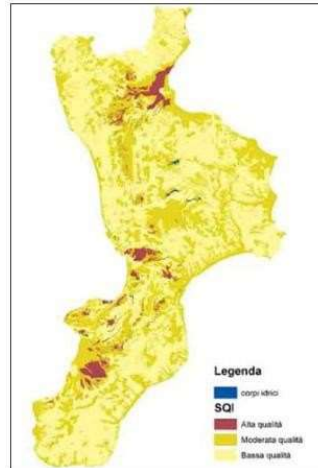 Legenda
corpi idrici
SQI
Alta qualità
Moderata qualità
Bassa qualità